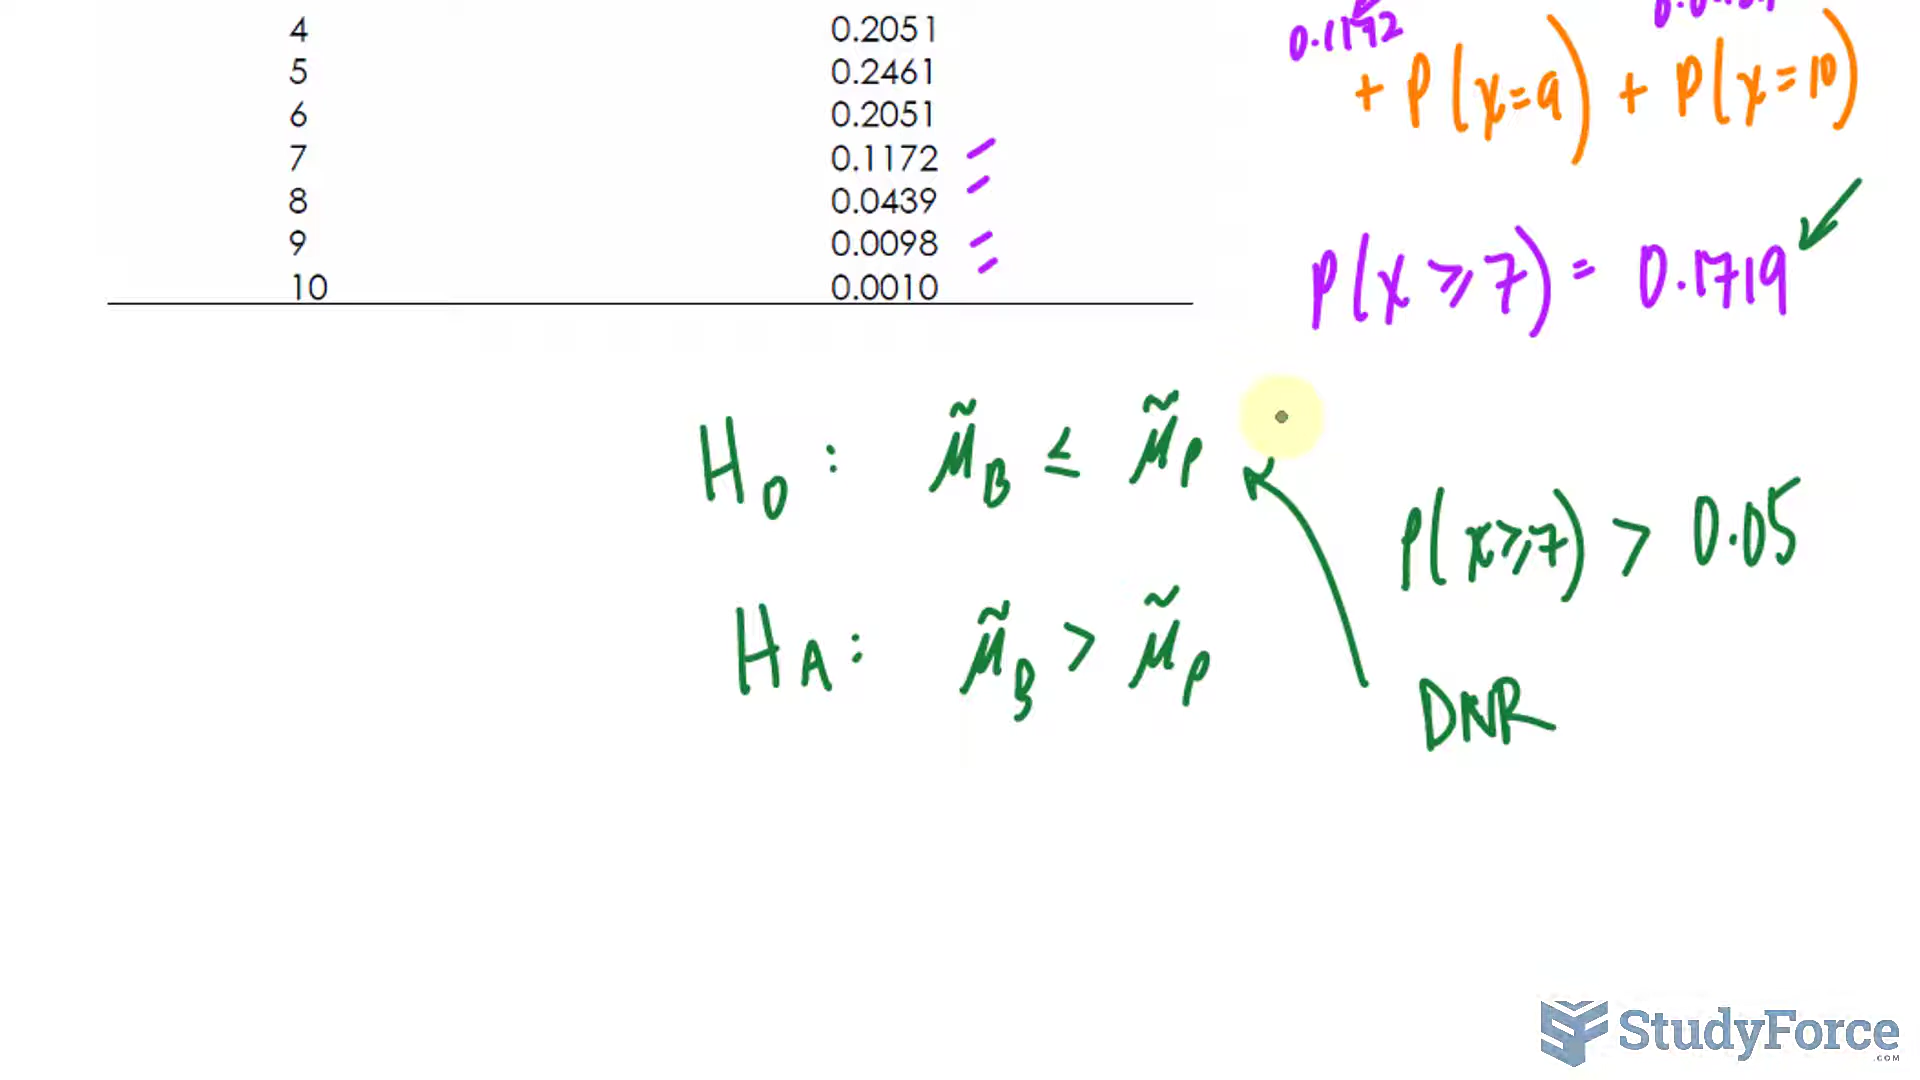 4 0.2051
5 0.2461
6 0.2051
7 0.1172
8 0.0439
9 0.0098
10 0.0010
0.1172
+ P(x=9) + P(x=10)
P(x ≥ 7) = 0.1719
H0 : μ̃B ≤ μ̃P
P(x≥7) > 0.05
HA : μ̃B > μ̃P
DNR
StudyForce
.COM